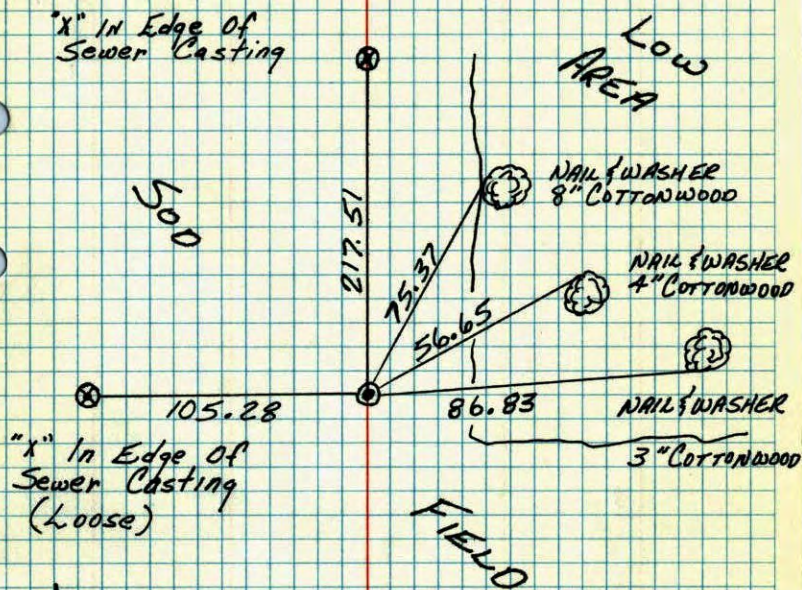 "X" In Edge Of
Sewer Casting
Low
AREA
SOD
217.51
NAIL & WASHER
8" COTTONWOOD
75.37
NAIL & WASHER
4" COTTONWOOD
56.65
105.28
86.83
NAIL & WASHER
3" COTTONWOOD
"X" In Edge Of
Sewer Casting
(Loose)
FIELD